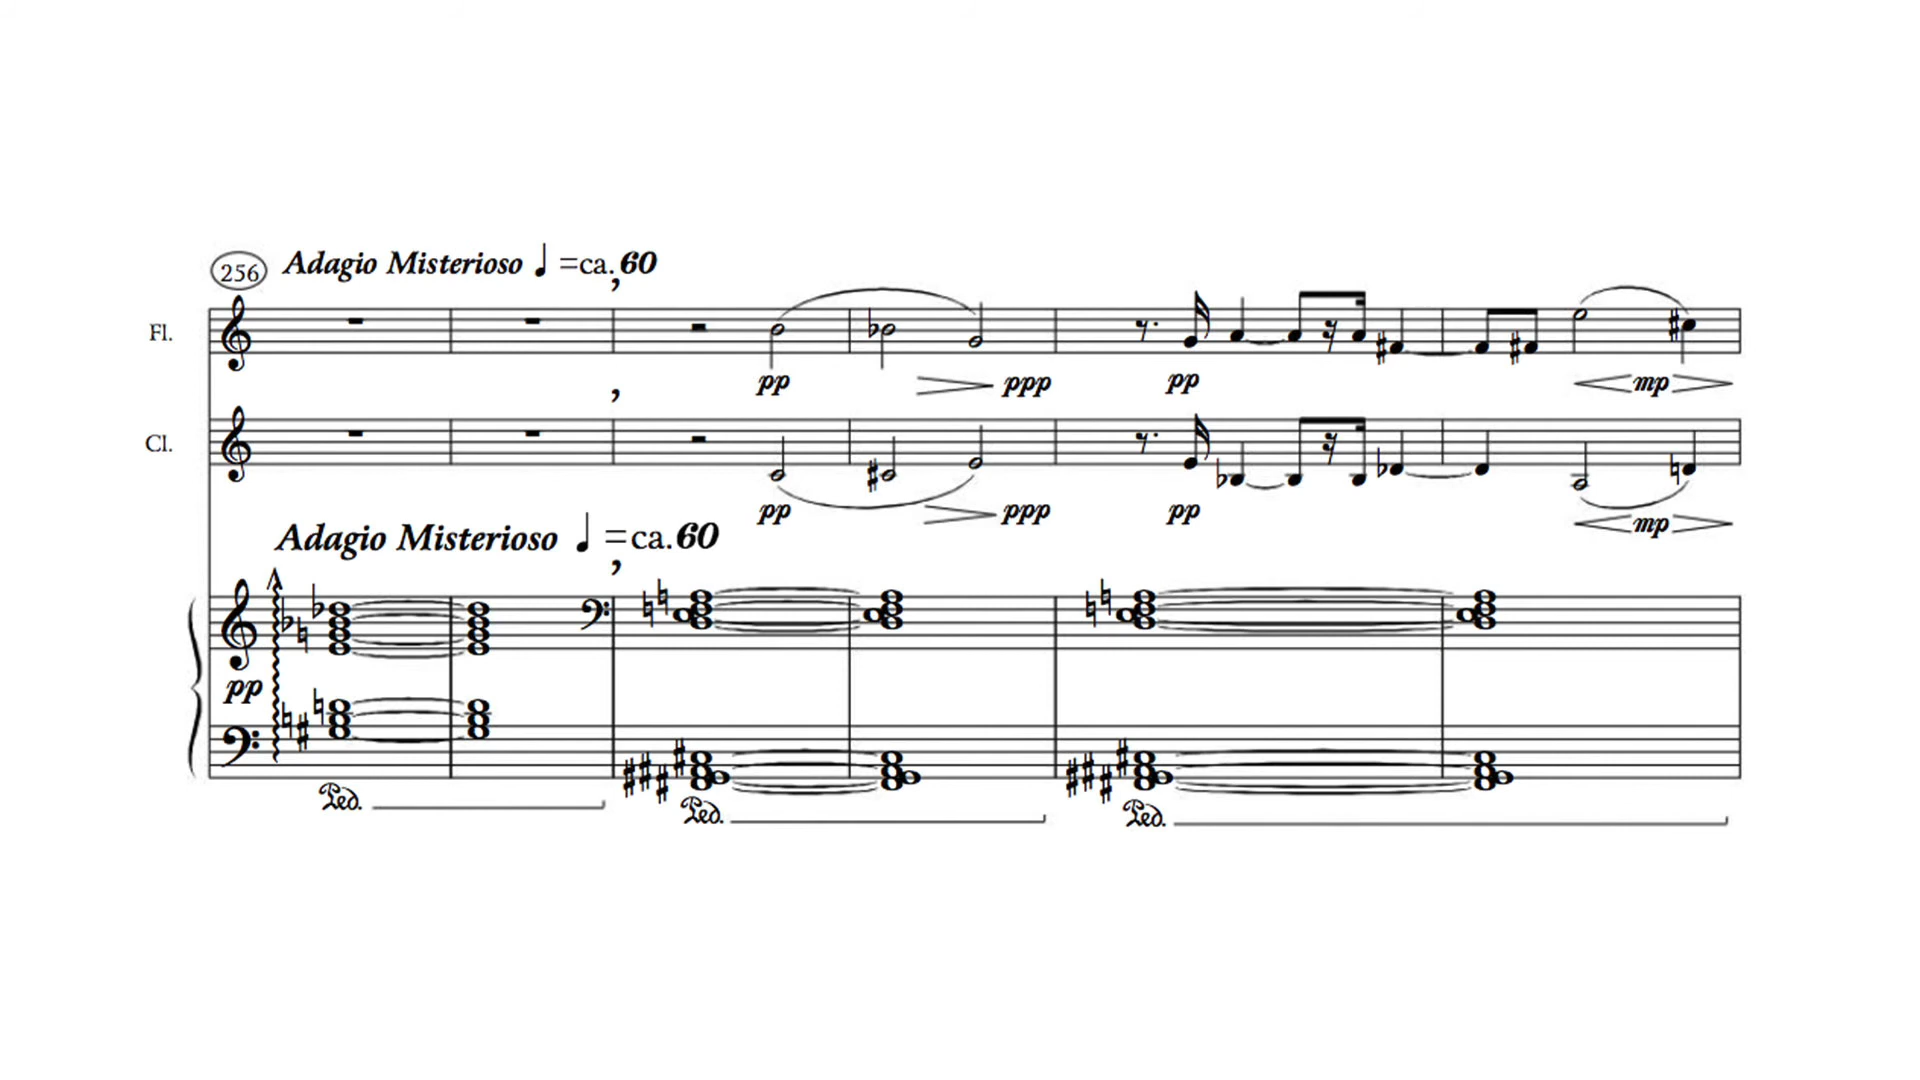 256 Adagio Misterioso ♩ =ca. 60
Fl.
pp ppp pp mp
Cl.
pp ppp pp mp
Adagio Misterioso ♩ =ca. 60
pp
Ped. Ped. Ped.